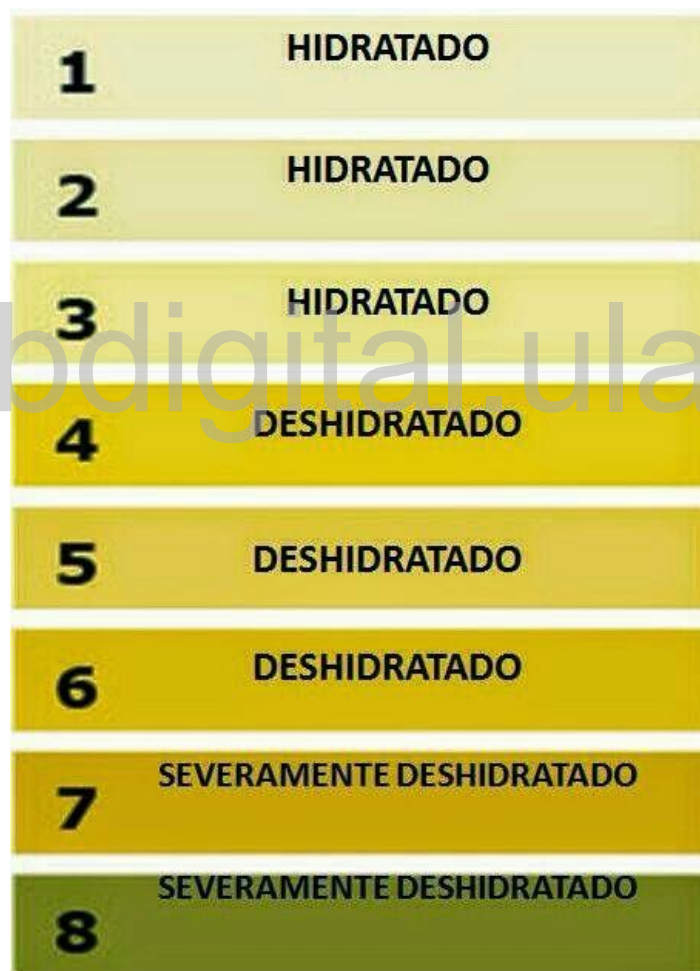 1 HIDRATADO
2 HIDRATADO
3 HIDRATADO
bdigital.ula
4 DESHIDRATADO
5 DESHIDRATADO
6 DESHIDRATADO
7 SEVERAMENTE DESHIDRATADO
8 SEVERAMENTE DESHIDRATADO